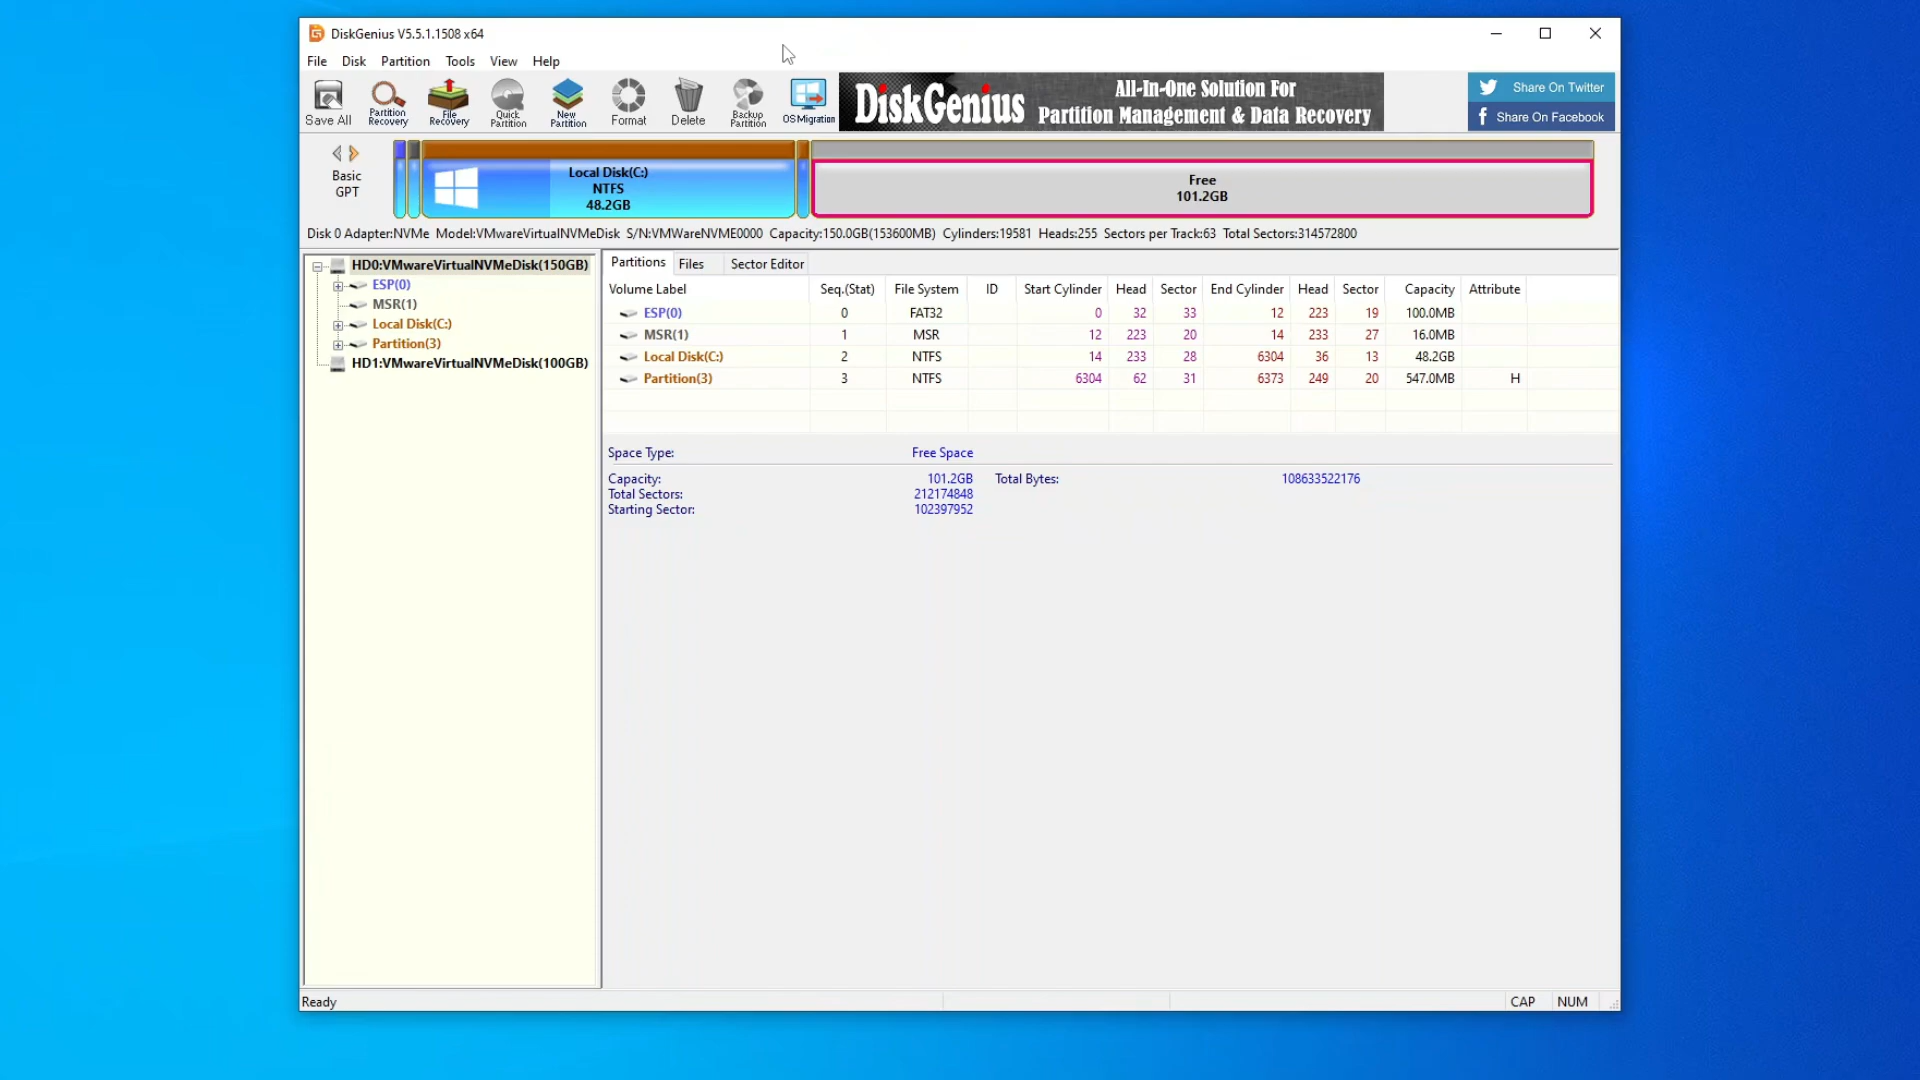 DiskGenius V5.5.1.1508 x64
File Disk Partition Tools View Help
Save All
Partition Recovery
File Recovery
Quick Partition
New Partition
Format
Delete
Backup Partition
OS Migration
DiskGenius
All-In-One Solution For
Partition Management & Data Recovery
Share On Twitter
Share On Facebook
Basic
GPT
Local Disk(C:)
NTFS
48.2GB
Free
101.2GB
Disk 0 Adapter:NVMe Model:VMwareVirtualNVMeDisk S/N:VMWareNVME0000 Capacity:150.0GB(153600MB) Cylinders:19581 Heads:255 Sectors per Track:63 Total Sectors:314572800
HD0:VMwareVirtualNVMeDisk(150GB)
ESP(0)
MSR(1)
Local Disk(C:)
Partition(3)
HD1:VMwareVirtualNVMeDisk(100GB)
Partitions Files Sector Editor
Volume Label Seq.(Stat) File System ID Start Cylinder Head Sector End Cylinder Head Sector Capacity Attribute
ESP(0) 0 FAT32 0 32 33 12 223 19 100.0MB
MSR(1) 1 MSR 12 223 20 14 233 27 16.0MB
Local Disk(C:) 2 NTFS 14 233 28 6304 36 13 48.2GB
Partition(3) 3 NTFS 6304 62 31 6373 249 20 547.0MB H
Space Type: Free Space
Capacity: 101.2GB Total Bytes: 108633522176
Total Sectors: 212174848
Starting Sector: 102397952
Ready CAP NUM